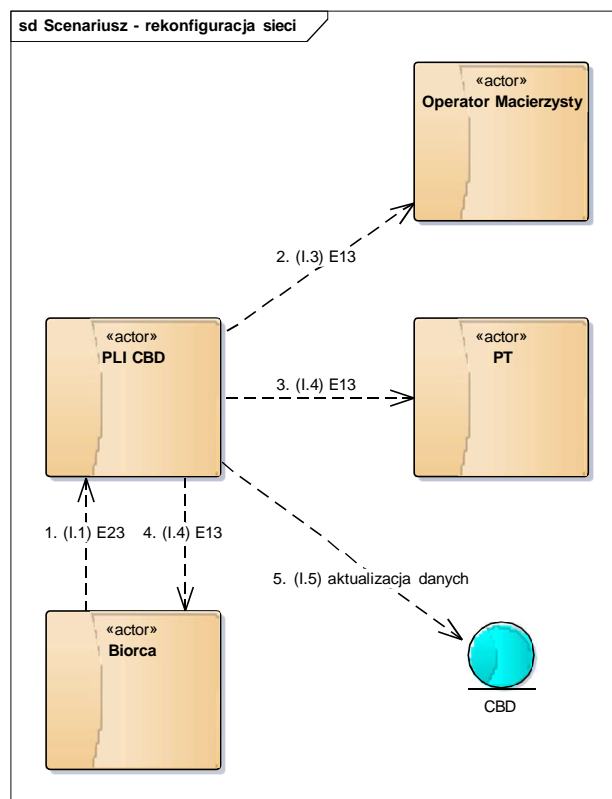 sd Scenariusz - rekonfiguracja sieci
«actor»
Operator Macierzysty
2. (I.3) E13
«actor»
PLI CBD
«actor»
PT
3. (I.4) E13
1. (I.1) E23
4. (I.4) E13
5. (I.5) aktualizacja danych
«actor»
Biorca
CBD